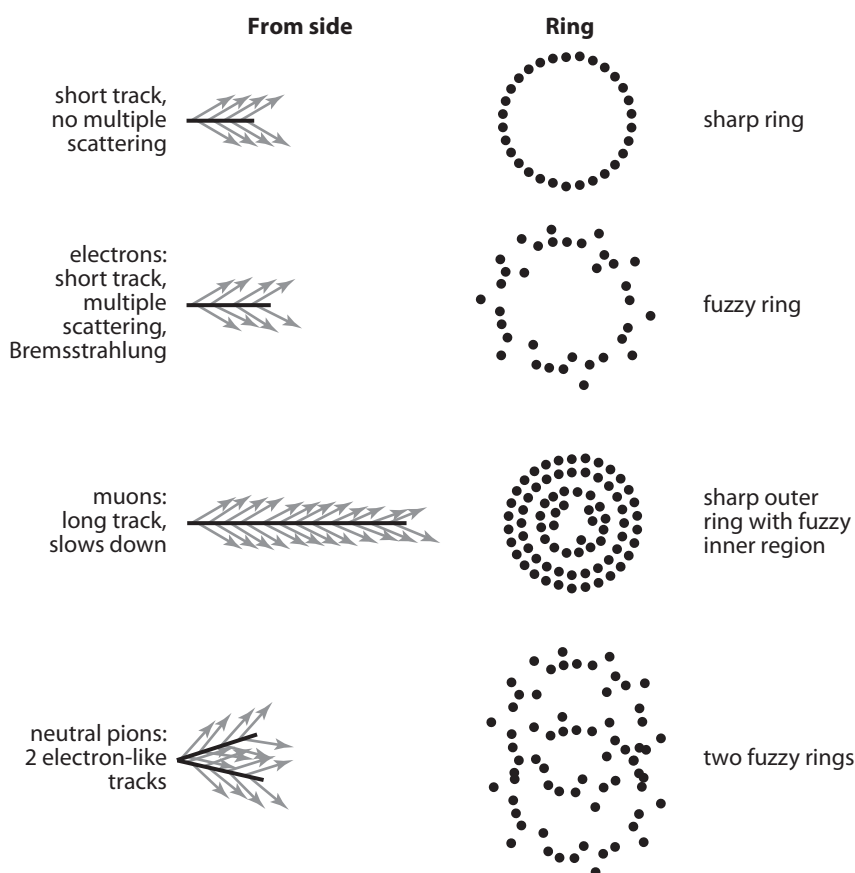 From side
Ring
short track,
no multiple
scattering
sharp ring
electrons:
short track,
multiple
scattering,
Bremsstrahlung
fuzzy ring
muons:
long track,
slows down
sharp outer
ring with fuzzy
inner region
neutral pions:
2 electron-like
tracks
two fuzzy rings